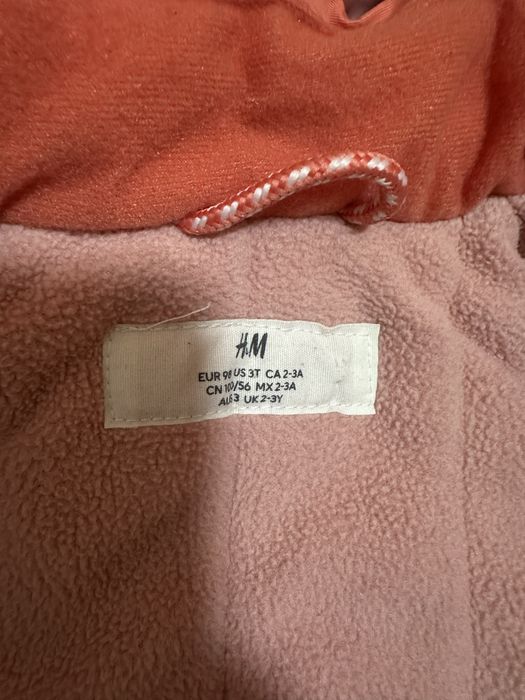 H&M
EUR 98 US 3T CA 2-3A
CN 100/56 MX 2-3A
AUS 3 UK 2-3Y